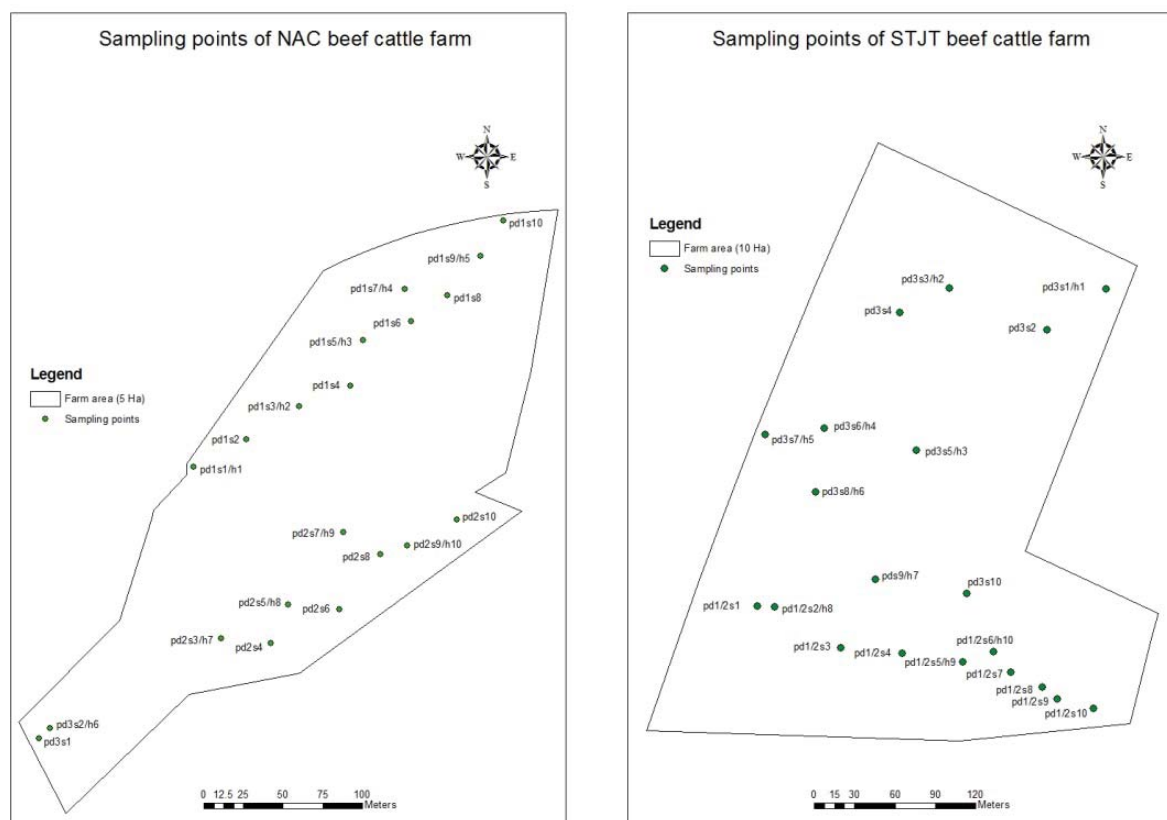 Sampling points of NAC beef cattle farm
N
W E
S
pd1s10
pd1s9/h5
pd1s7/h4
pd1s8
pd1s6
pd1s5/h3
Legend
Farm area (5 Ha)
Sampling points
pd1s4
pd1s3/h2
pd1s2
pd1s1/h1
pd2s10
pd2s7/h9
pd2s9/h10
pd2s8
pd2s5/h8
pd2s6
pd2s3/h7
pd2s4
pd3s2/h6
pd3s1
0 12.5 25 50 75 100
Meters
Sampling points of STJT beef cattle farm
N
W E
S
Legend
Farm area (10 Ha)
Sampling points
pd3s3/h2
pd3s1/h1
pd3s4
pd3s2
pd3s6/h4
pd3s7/h5
pd3s5/h3
pd3s8/h6
pds9/h7
pd3s10
pd1/2s1
pd1/2s2/h8
pd1/2s6/h10
pd1/2s3
pd1/2s4
pd1/2s5/h9
pd1/2s7
pd1/2s8
pd1/2s9
pd1/2s10
0 15 30 60 90 120
Meters